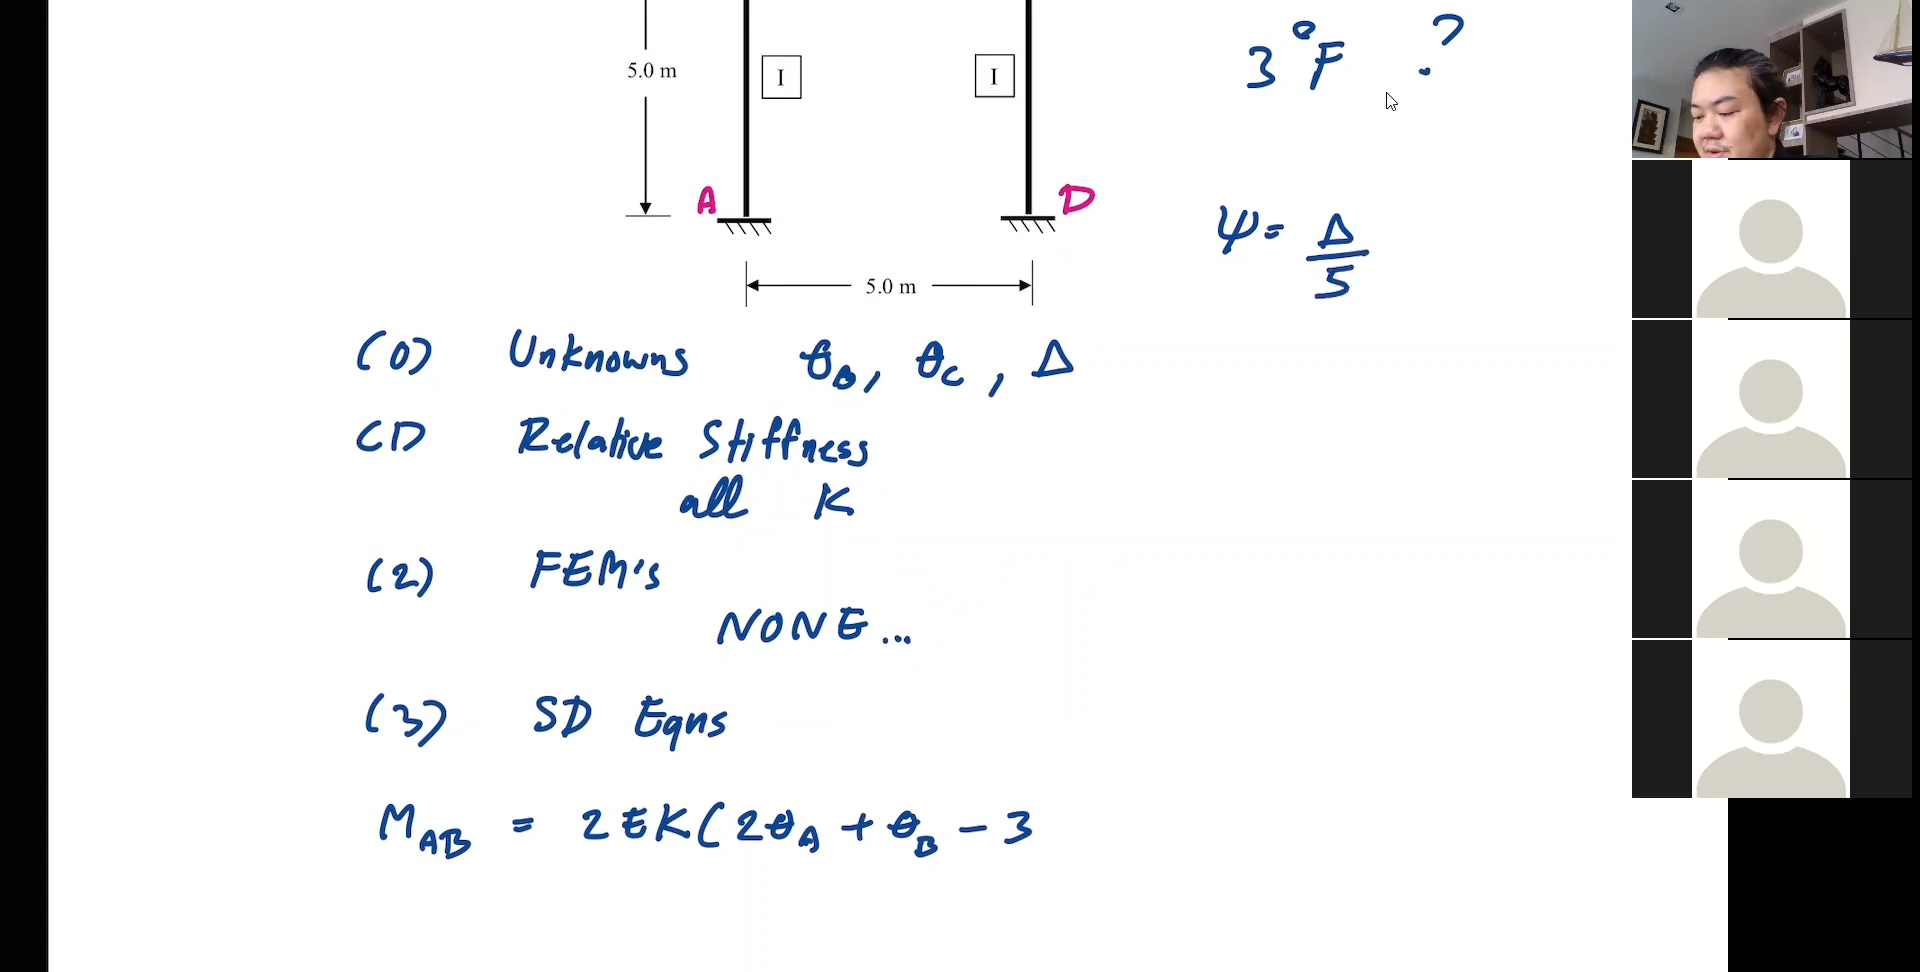 3°F ?
5.0 m
I
I
A
D
ψ = Δ/5
5.0 m
(0) Unknowns θB, θC, Δ
(1) Relative Stiffness
all K
(2) FEM's
NONE...
(3) SD Eqns
MAB = 2EK(2θA + θB - 3